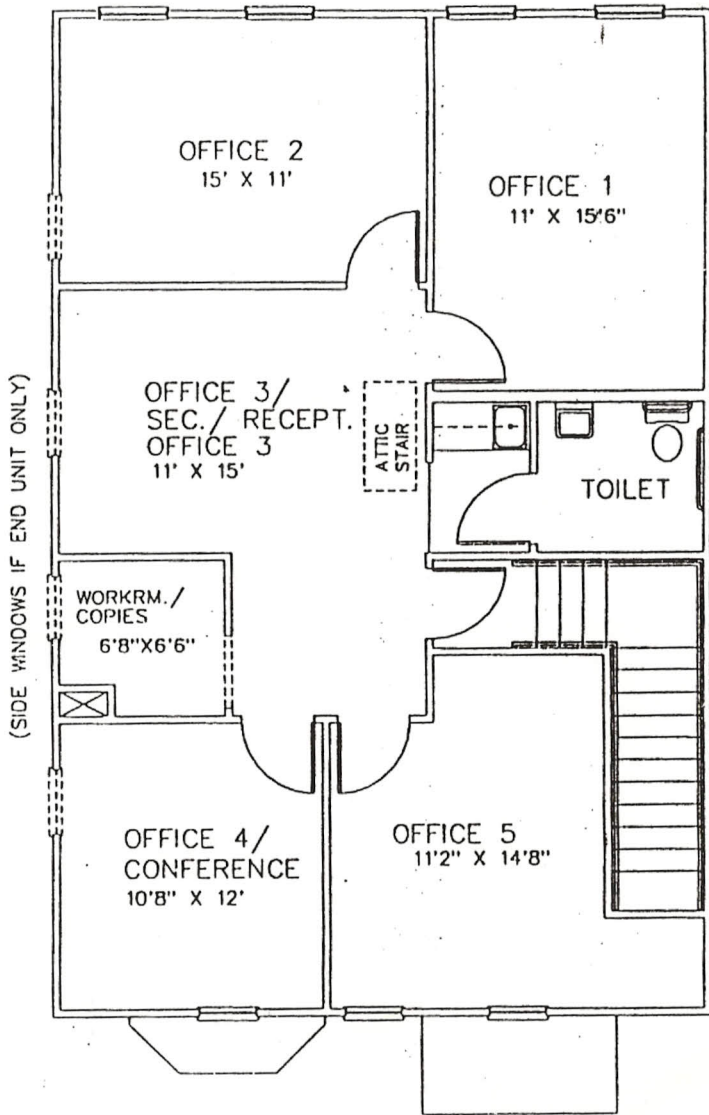 OFFICE 2
15' X 11'
OFFICE 1
11' X 15'6"
(SIDE WINDOWS IF END UNIT ONLY)
OFFICE 3/
SEC./ RECEPT.
OFFICE 3
11' X 15'
ATTIC
STAIR
TOILET
WORKRM./
COPIES
6'8"X6'6"
OFFICE 4/
CONFERENCE
10'8" X 12'
OFFICE 5
11'2" X 14'8"